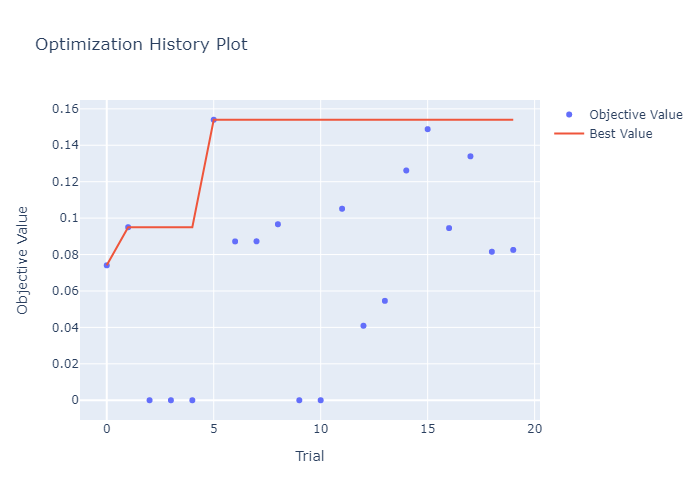 Optimization History Plot
Objective Value
Best Value
0.16
0.14
0.12
0.1
0.08
0.06
0.04
0.02
0
Objective Value
0 5 10 15 20
Trial